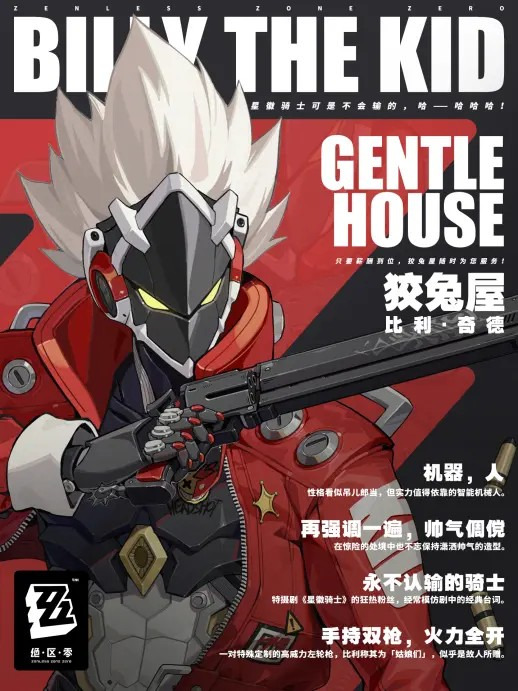 ZENLESS ZONE ZERO
BILLY THE KID
星徽骑士可是不会输的，哈——哈哈哈！
GENTLE
HOUSE
只要薪酬到位，狡兔屋随时为您服务！
狡兔屋
比利·奇德
机器，人
性格看似吊儿郎当，但实力值得依靠的智能机械人。
再强调一遍，帅气倜傥
在惊险的处境中也不忘保持潇洒帅气的造型。
永不认输的骑士
特摄剧《星徽骑士》的狂热粉丝，经常模仿剧中的经典台词。
手持双枪，火力全开
一对特殊定制的高威力左轮枪，比利称其为「姑娘们」，似乎是故人所赠。
HEADSHOT
TM
绝·区·零
ZENLESS ZONE ZERO